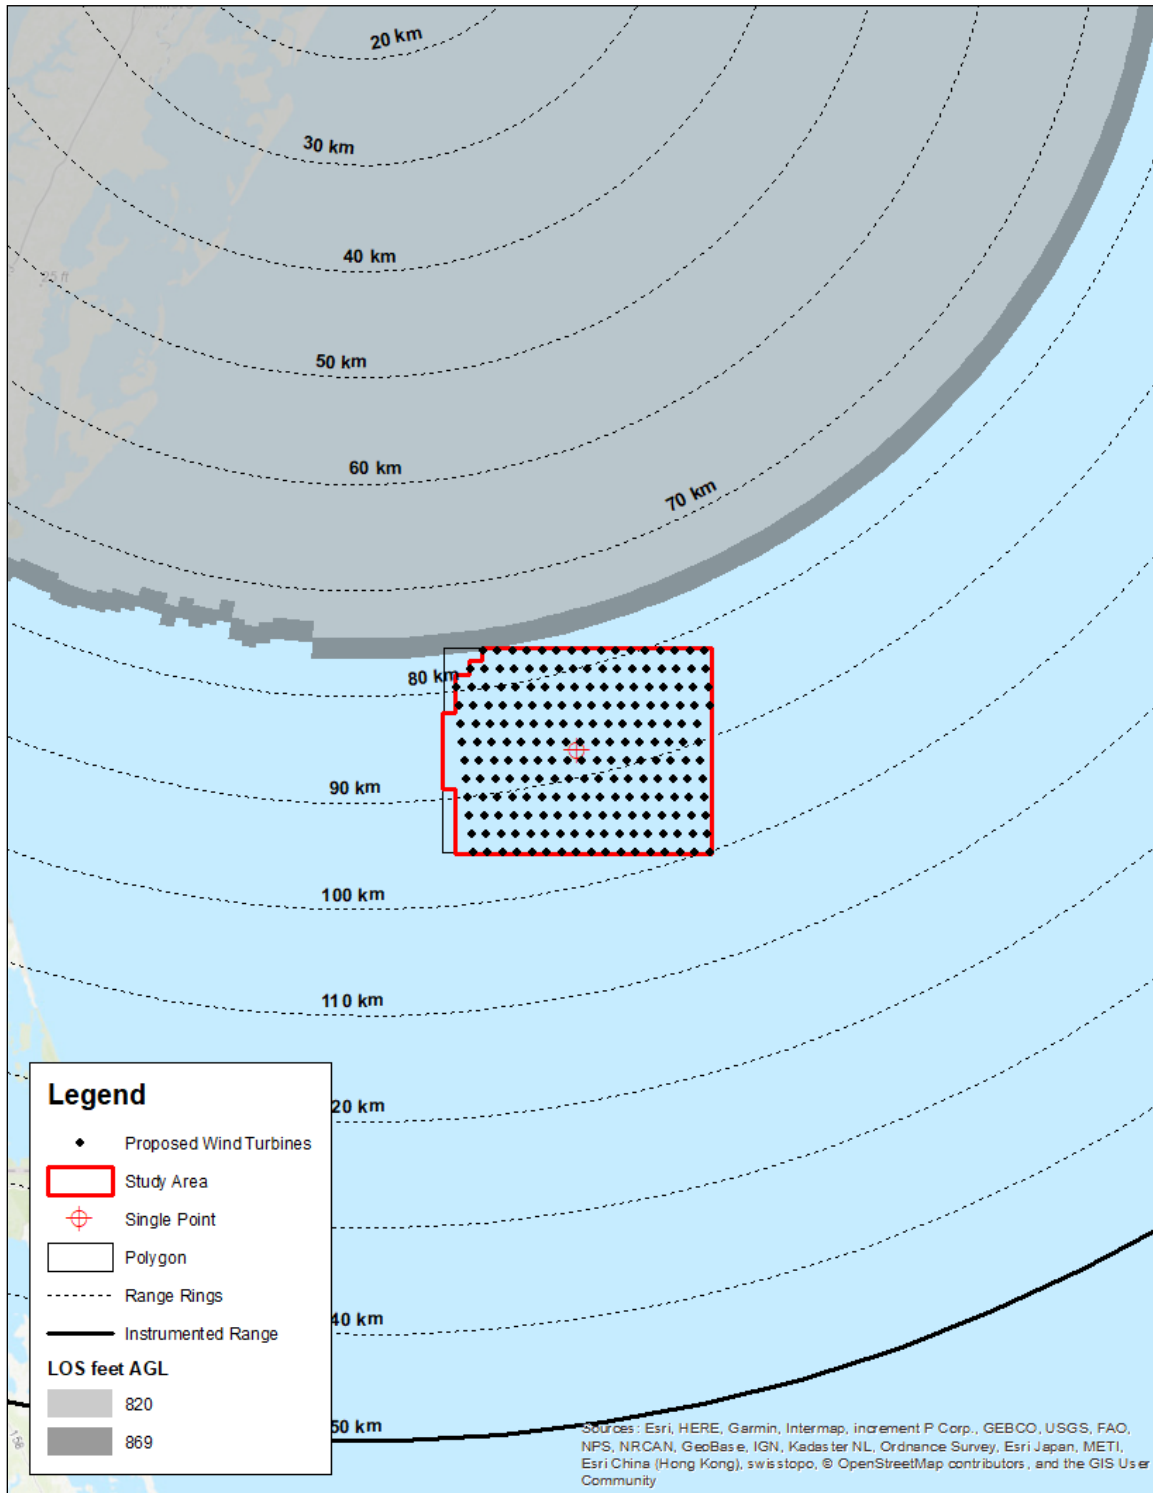 20 km
30 km
40 km
25 ft
50 km
60 km
70 km
80 km
90 km
100 km
110 km
20 km
40 km
50 km
158
Legend
Proposed Wind Turbines
Study Area
Single Point
Polygon
Range Rings
Instrumented Range
LOS feet AGL
820
869
Sources: Esri, HERE, Garmin, Intermap, increment P Corp., GEBCO, USGS, FAO,
NPS, NRCAN, GeoBase, IGN, Kadaster NL, Ordnance Survey, Esri Japan, METI,
Esri China (Hong Kong), swisstopo, © OpenStreetMap contributors, and the GIS User
Community